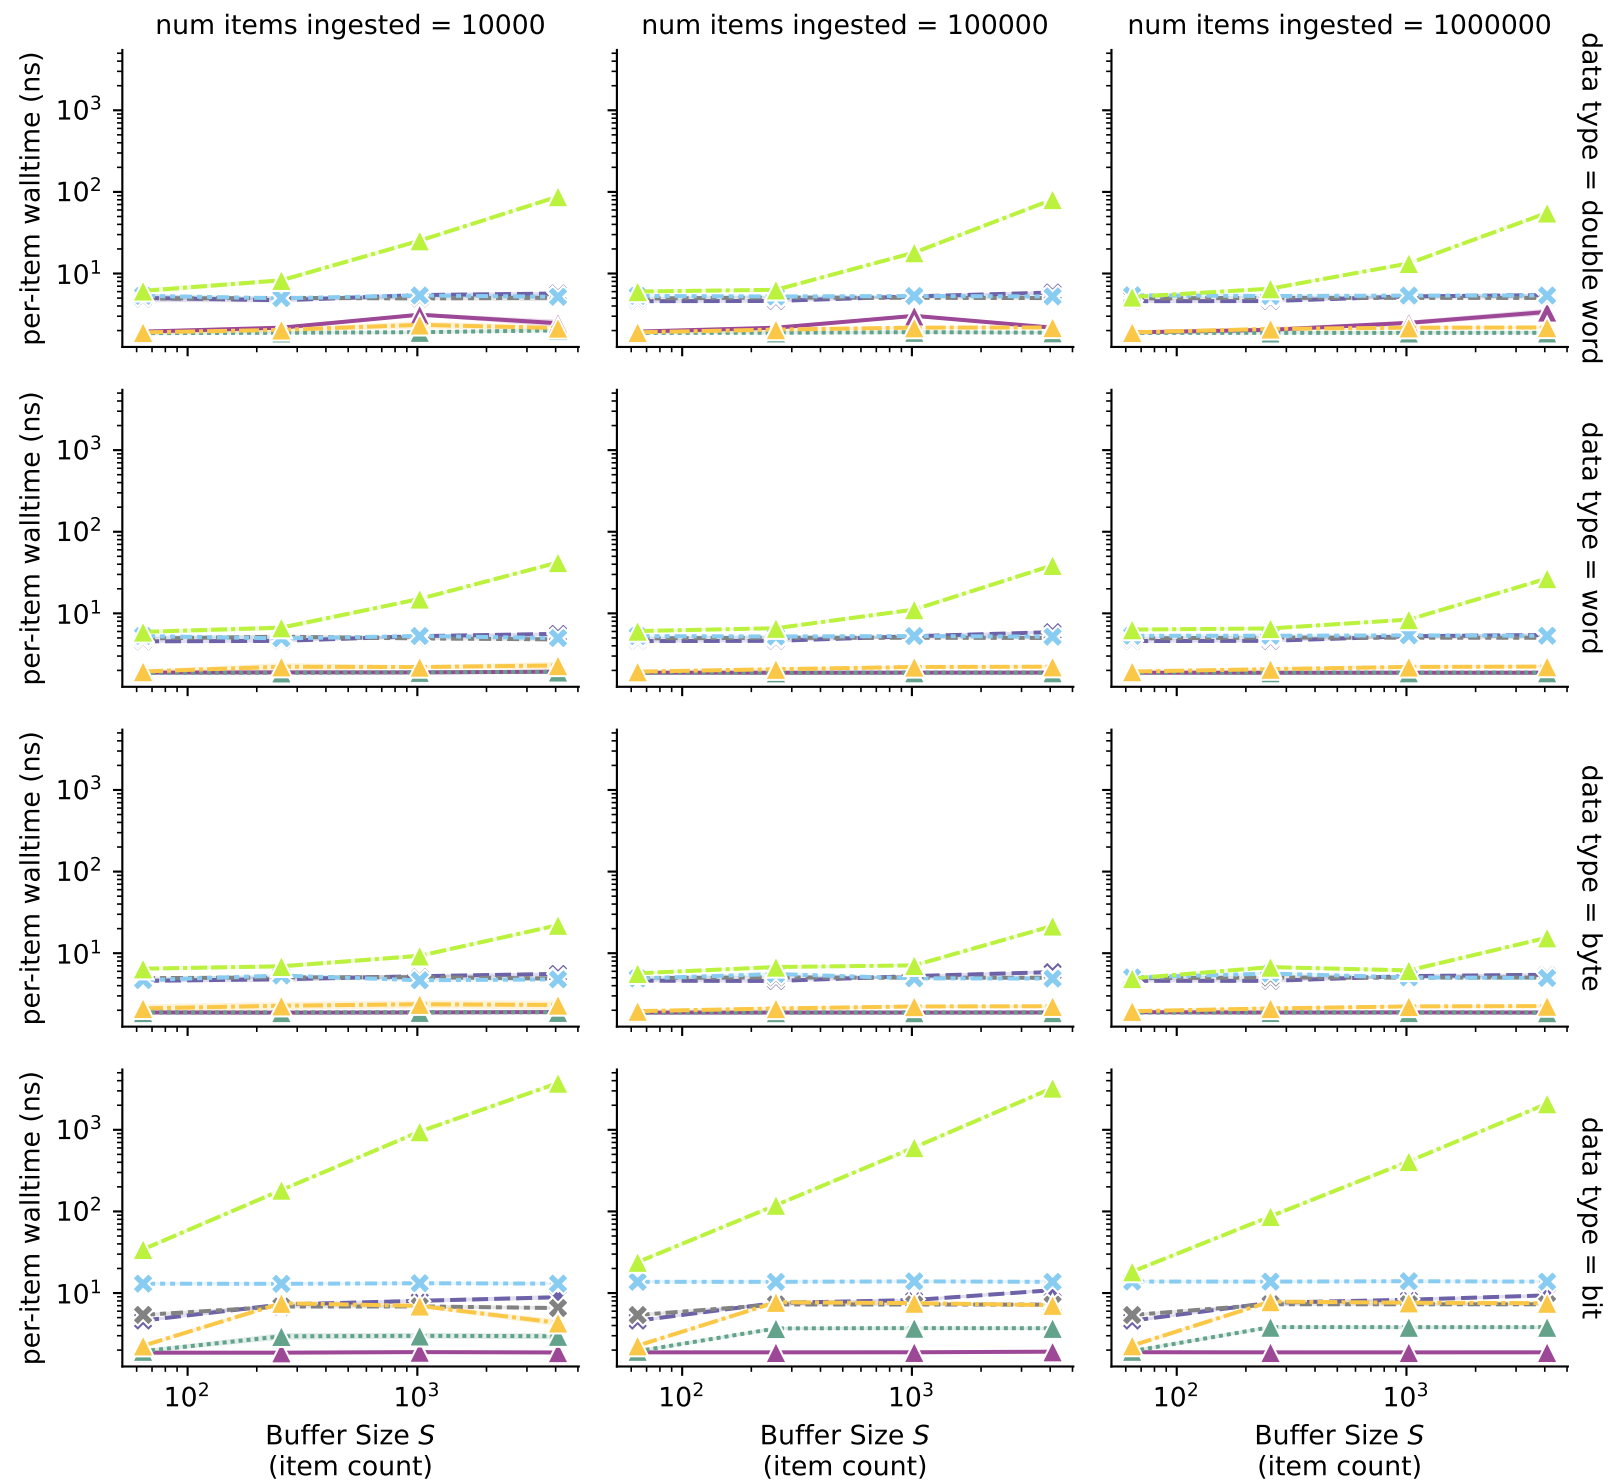 num items ingested = 10000
num items ingested = 100000
num items ingested = 1000000
per-item walltime (ns)
10³
10²
10¹
data type = double word
per-item walltime (ns)
10³
10²
10¹
data type = word
per-item walltime (ns)
10³
10²
10¹
data type = byte
per-item walltime (ns)
10³
10²
10¹
data type = bit
10² 10³
10² 10³
10² 10³
Buffer Size S
(item count)
Buffer Size S
(item count)
Buffer Size S
(item count)